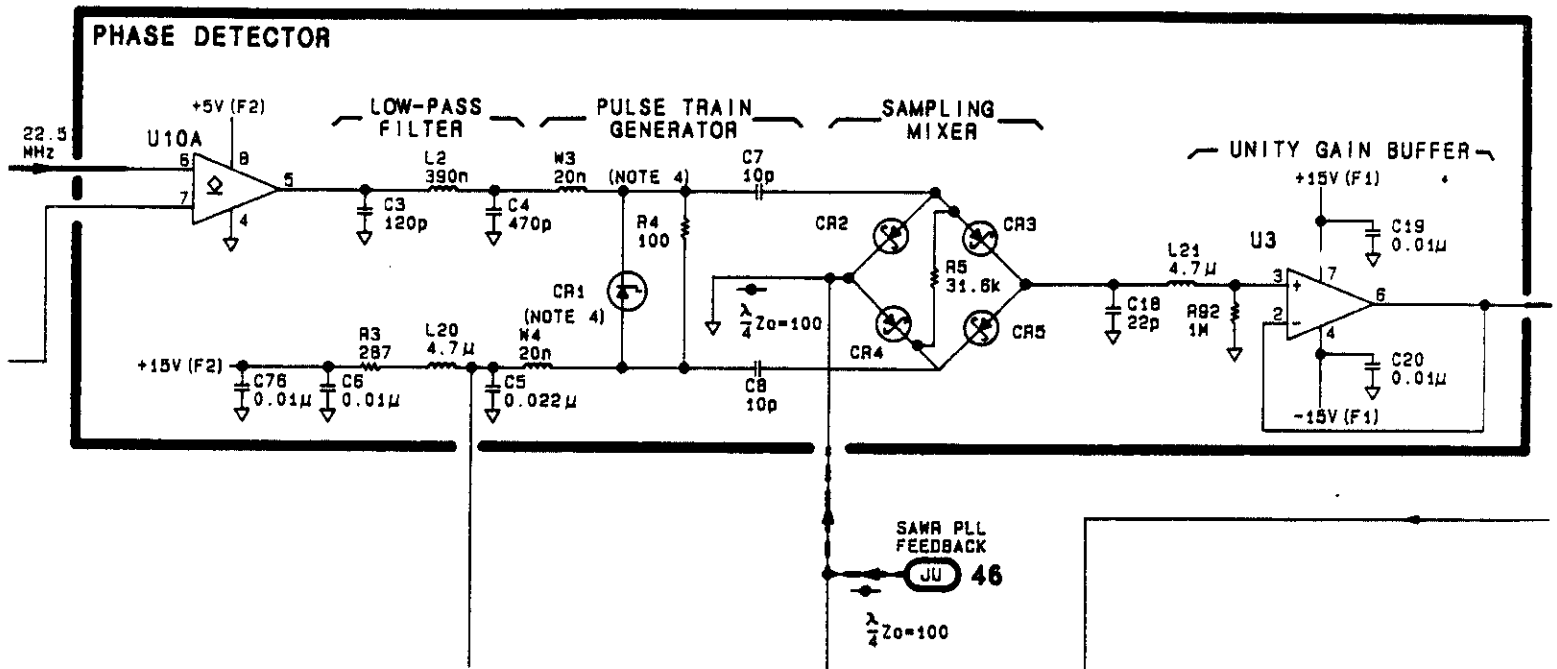 PHASE DETECTOR
+5V (F2)
LOW-PASS
FILTER
PULSE TRAIN
GENERATOR
SAMPLING
MIXER
22.5
MHz
U10A
6
7
8
5
4
L2
390n
W3
20n
(NOTE 4)
C7
10p
UNITY GAIN BUFFER
+15V (F1)
C3
120p
C4
470p
R4
100
CR2
CR3
C19
0.01µ
U3
CR1
(NOTE 4)
λ/4 Zo=100
R5
31.6k
L21
4.7µ
3
+
2
-
7
6
4
C18
22p
R92
1M
CR4
CR5
+15V (F2)
R3
287
L20
4.7µ
W4
20n
C76
0.01µ
C6
0.01µ
C5
0.022µ
C8
10p
C20
0.01µ
-15V (F1)
SAWR PLL
FEEDBACK
JU 46
λ/4 Zo=100